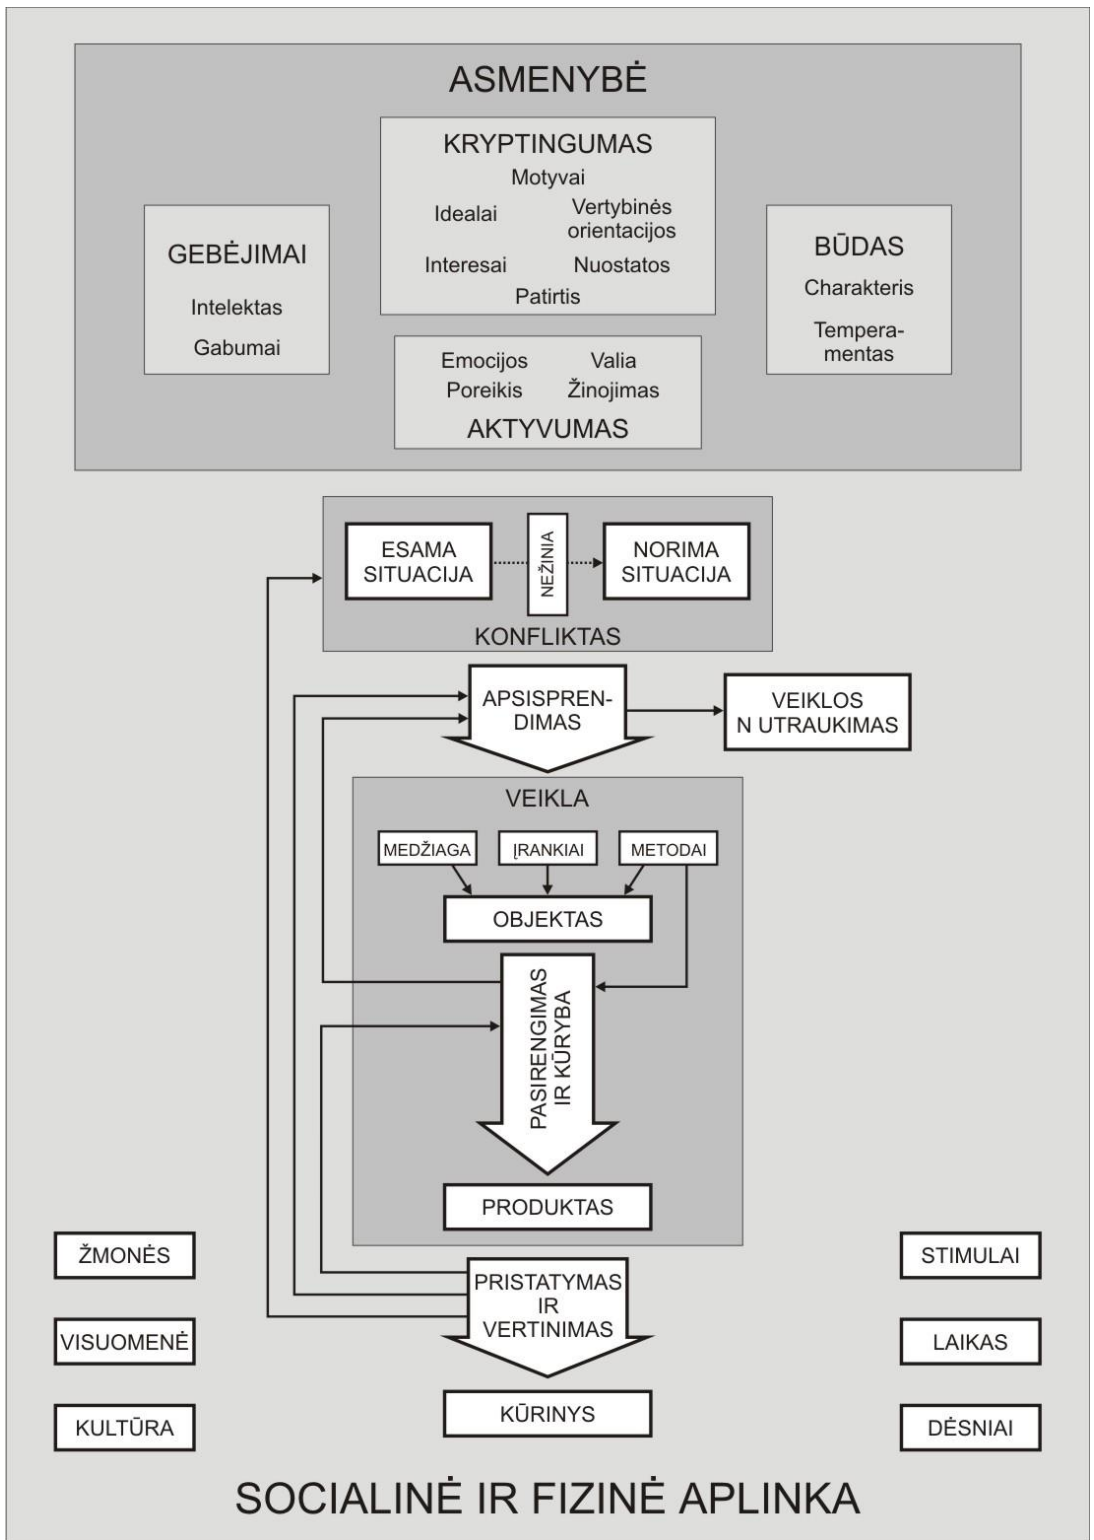 ASMENYBĖ
KRYPTINGUMAS
Motyvai
Idealai
Vertybinės
orientacijos
Interesai
Nuostatos
Patirtis
GEBĖJIMAI
Intelektas
Gabumai
BŪDAS
Charakteris
Tempera-
mentas
Emocijos
Valia
Poreikis
Žinojimas
AKTYVUMAS
ESAMA
SITUACIJA
NEŽINIA
NORIMA
SITUACIJA
KONFLIKTAS
APSISPREN-
DIMAS
VEIKLOS
N UTRAUKIMAS
VEIKLA
MEDŽIAGA
ĮRANKIAI
METODAI
OBJEKTAS
PASIRENGIMAS
IR KŪRYBA
PRODUKTAS
PRISTATYMAS
IR
VERTINIMAS
KŪRINYS
ŽMONĖS
VISUOMENĖ
KULTŪRA
STIMULAI
LAIKAS
DĖSNIAI
SOCIALINĖ IR FIZINĖ APLINKA